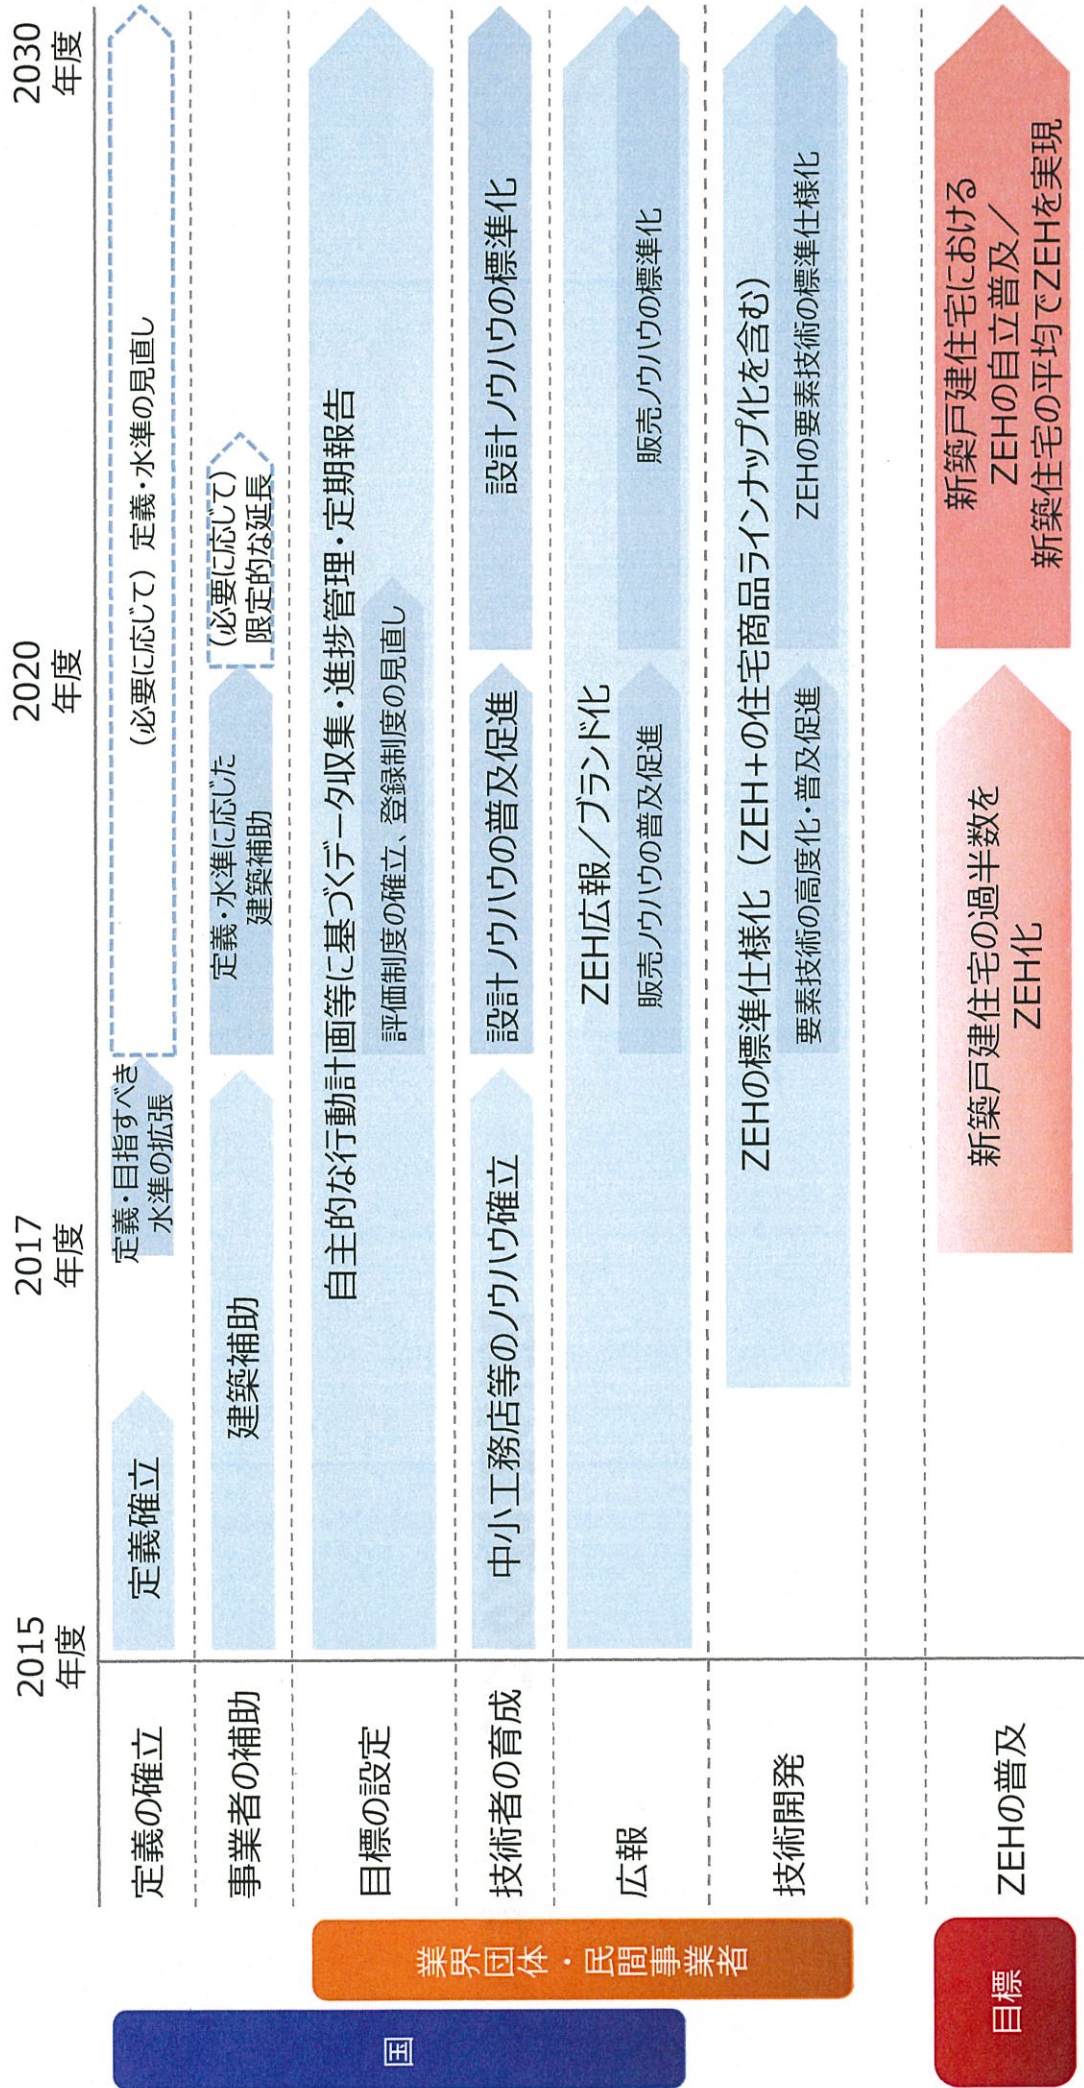 2015
年度
2017
年度
2020
年度
2030
年度
国
業界団体・民間事業者
定義の確立
定義確立
定義・目指すべき
水準の拡張
(必要に応じて) 定義・水準の見直し
事業者の補助
建築補助
定義・水準に応じた
建築補助
(必要に応じて)
限定的な延長
目標の設定
自主的な行動計画等に基づくデータ収集・進捗管理・定期報告
評価制度の確立、登録制度の見直し
技術者の育成
中小工務店等のノウハウ確立
設計ノウハウの普及促進
設計ノウハウの標準化
広報
ZEH広報/ブランド化
販売ノウハウの普及促進
販売ノウハウの標準化
技術開発
ZEHの標準仕様化 (ZEH+の住宅商品ラインナップ化を含む)
要素技術の高度化・普及促進
ZEHの要素技術の標準仕様化
目標
ZEHの普及
新築戸建住宅の過半数を
ZEH化
新築戸建住宅における
ZEHの自立普及/
新築住宅の平均でZEHを実現